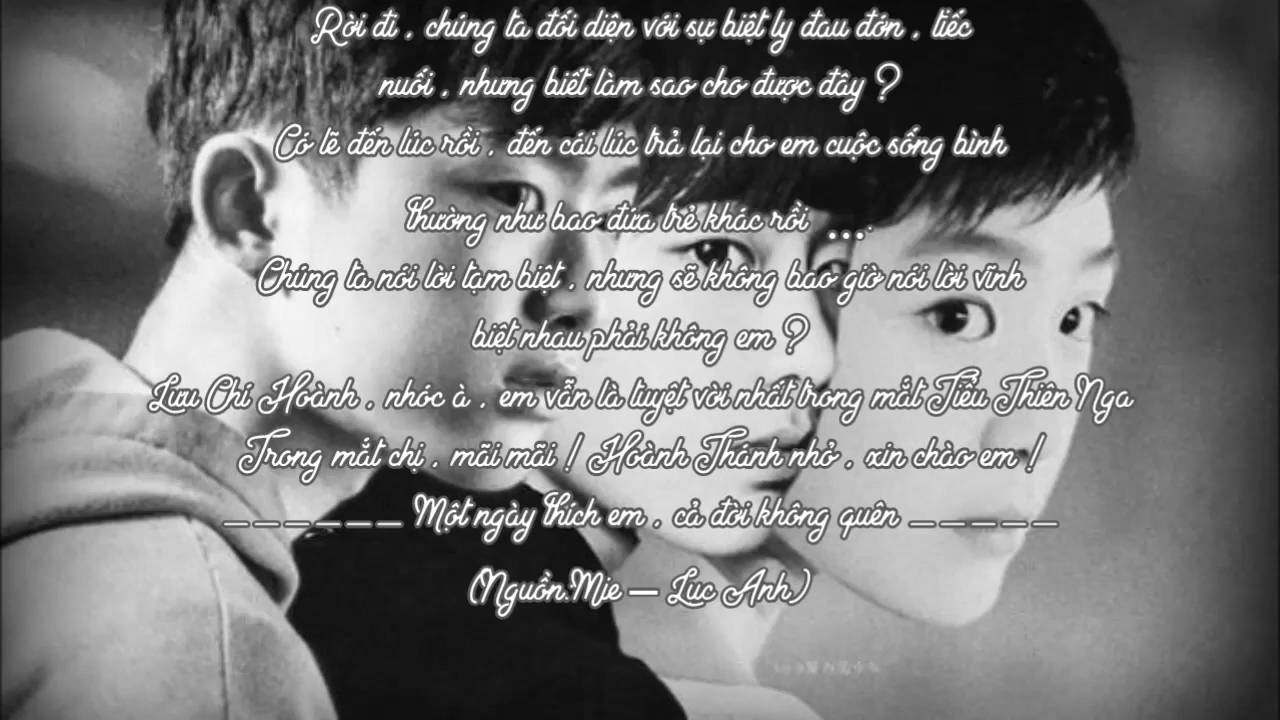 Rời đi , chúng ta đối diện với sự biệt ly đau đớn , tiếc
nuối , nhưng biết làm sao cho được đây ?
Có lẽ đến lúc rồi , đến cái lúc trả lại cho em cuộc sống bình
thường như bao đứa trẻ khác rồi ...
Chúng ta nói lời tạm biệt , nhưng sẽ không bao giờ nói lời vĩnh
biệt nhau phải không em ?
Lưu Chí Hoành , nhóc à , em vẫn là tuyệt vời nhất trong mắt Tiểu Thiên Nga
Trong mắt chị , mãi mãi ! Hoành Thánh nhỏ , xin chào em !
______ Một ngày thích em , cả đời không quên _____
(Nguồn:Mie – Lục Anh)